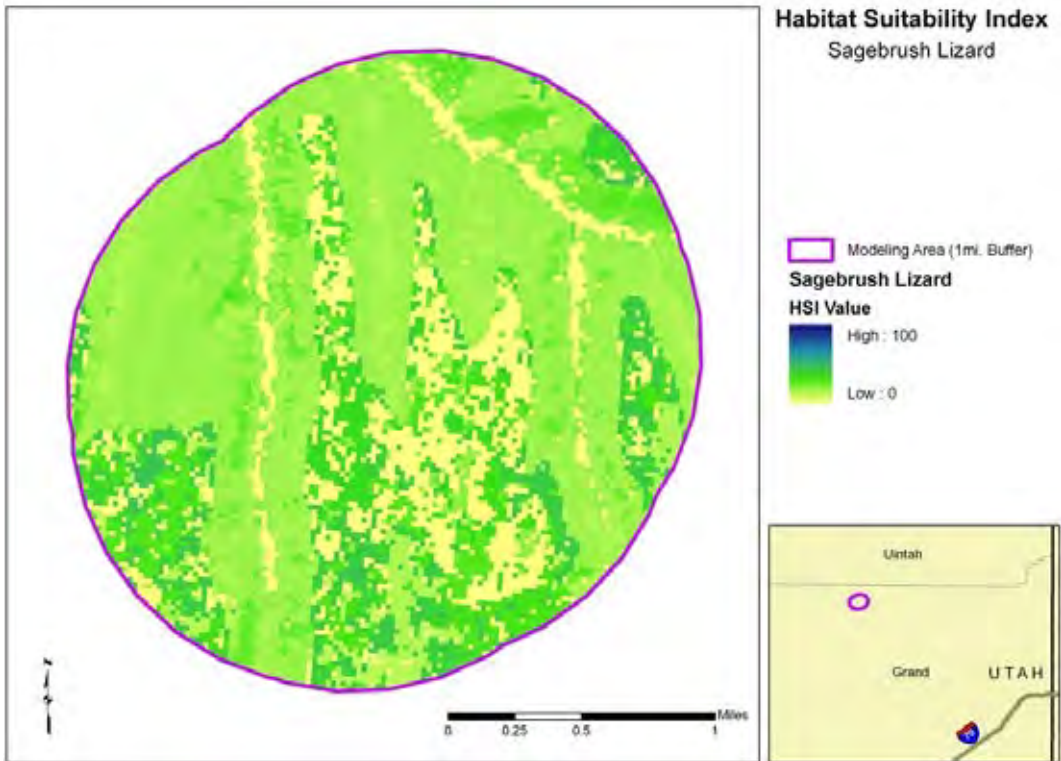 Habitat Suitability Index
Sagebrush Lizard
Modeling Area (1mi. Buffer)
Sagebrush Lizard
HSI Value
High : 100
Low : 0
Miles
0 0.25 0.5 1
Uintah
Grand
UTAH
70